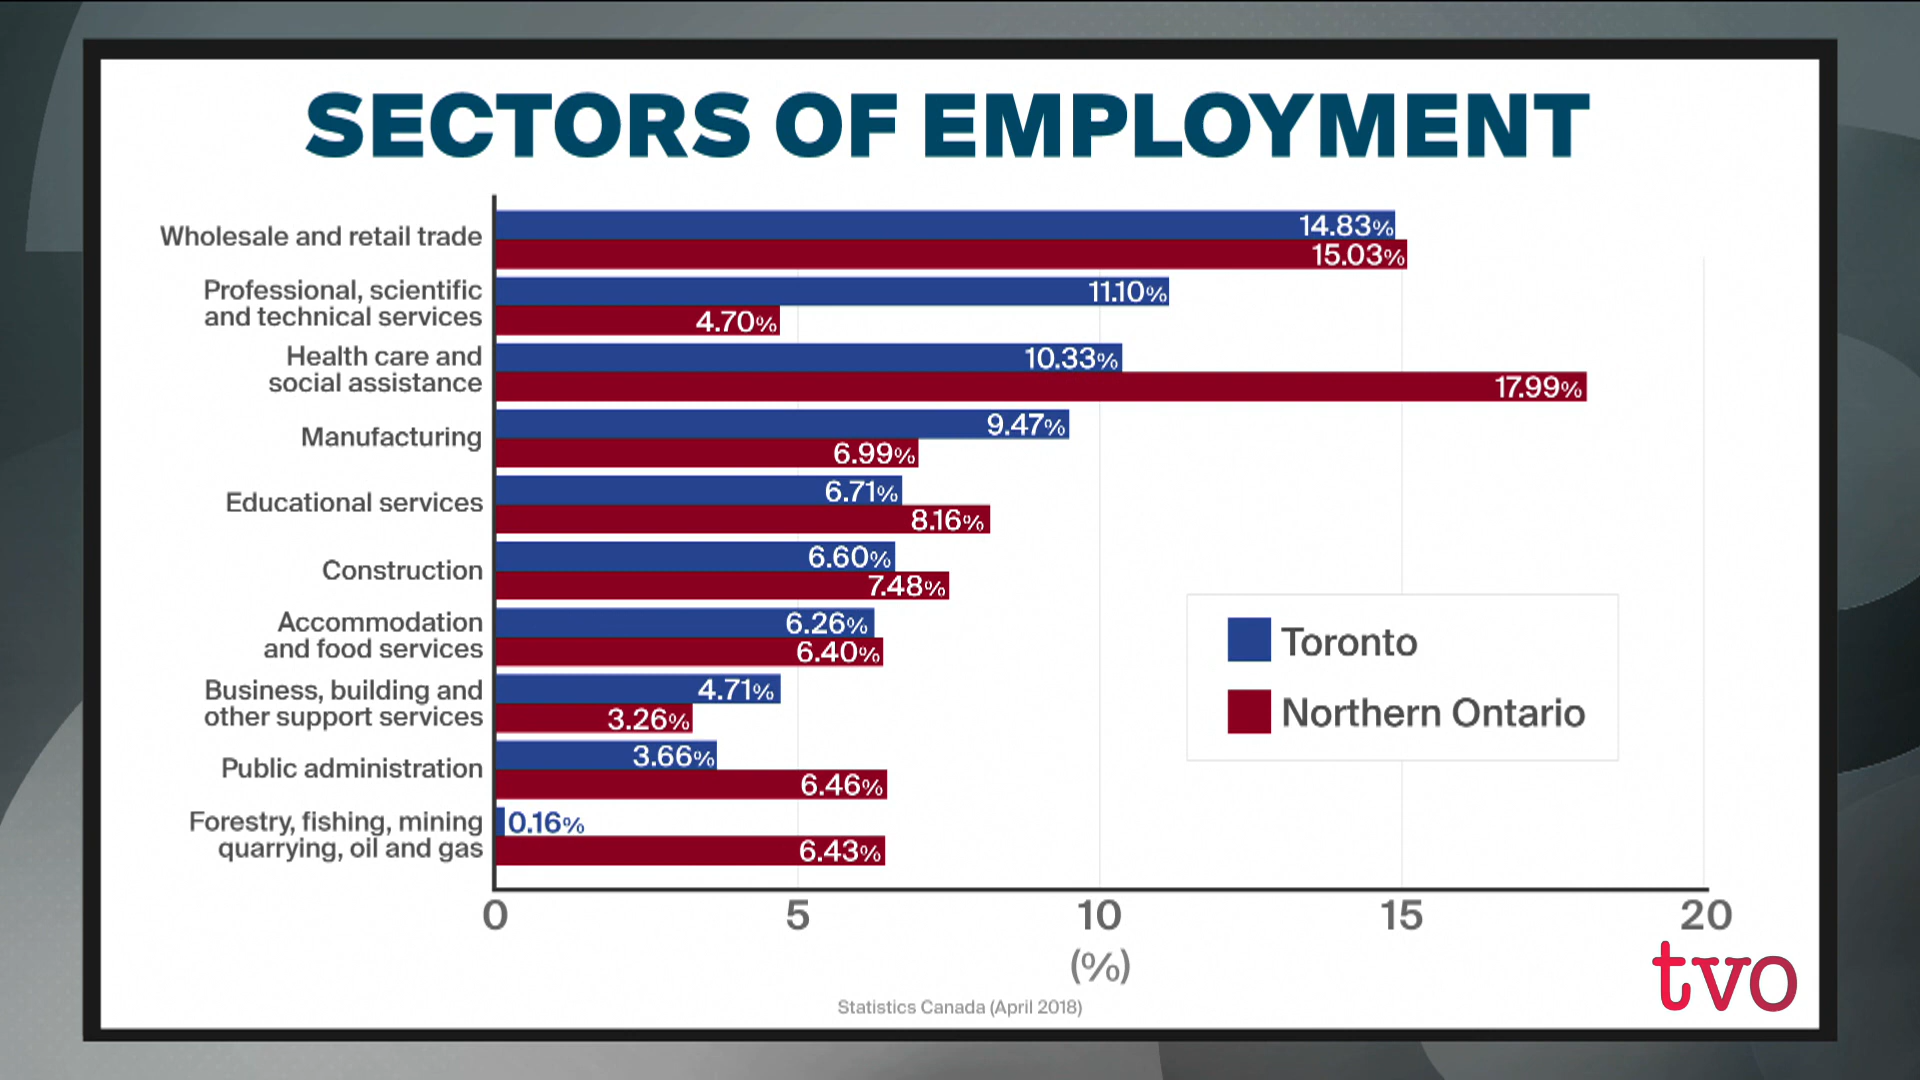 SECTORS OF EMPLOYMENT
Wholesale and retail trade
14.83%
15.03%
Professional, scientific
and technical services
11.10%
4.70%
Health care and
social assistance
10.33%
17.99%
Manufacturing
9.47%
6.99%
Educational services
6.71%
8.16%
Construction
6.60%
7.48%
Accommodation
and food services
6.26%
6.40%
Business, building and
other support services
4.71%
3.26%
Public administration
3.66%
6.46%
Forestry, fishing, mining
quarrying, oil and gas
0.16%
6.43%
Toronto
Northern Ontario
0 5 10 15 20
(%)
Statistics Canada (April 2018)
tvo